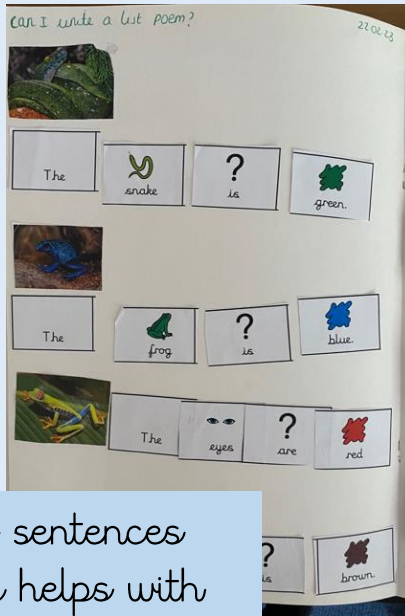 Can I write a list poem?
22.02.23
The snake ? is green.
The frog ? is blue.
The eyes ? are red
? is brown.
sentences
helps with